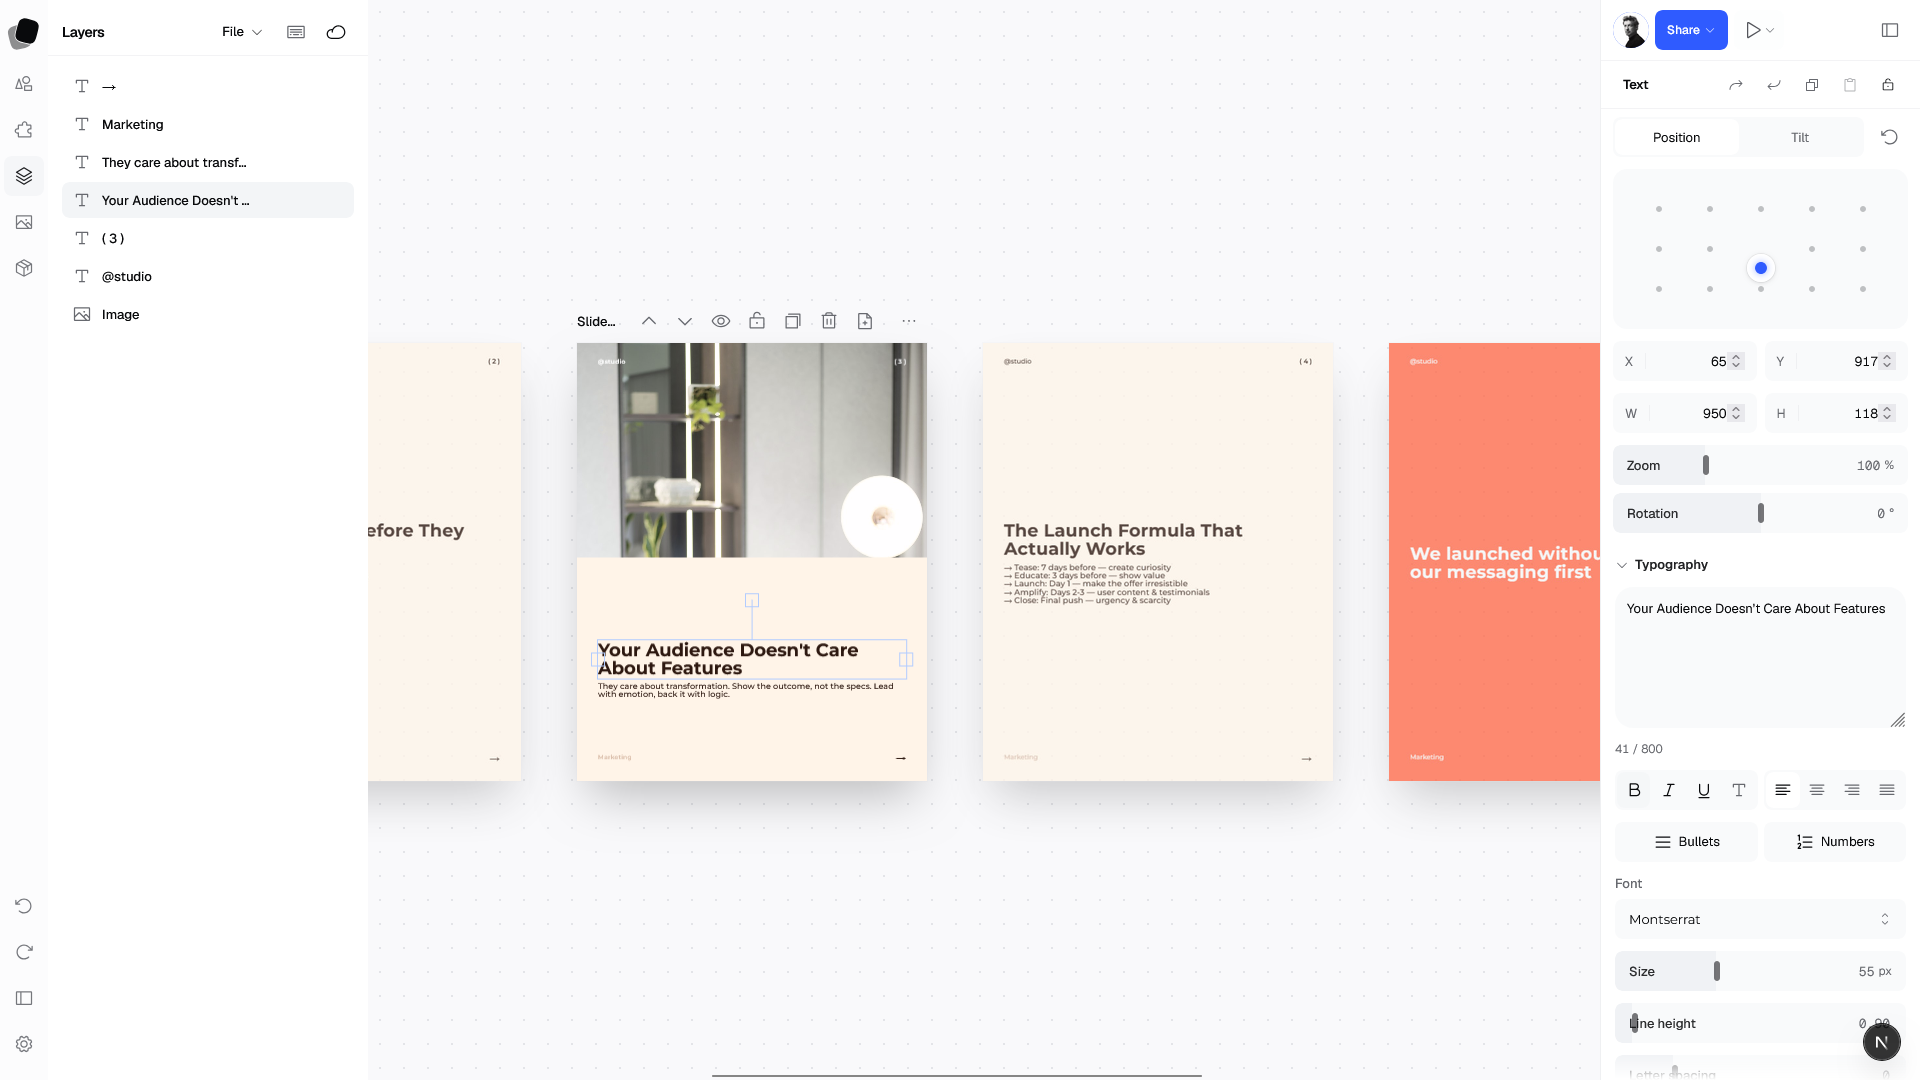 Layers
File
→
Marketing
They care about transf...
Your Audience Doesn't ...
( 3 )
@studio
Image
( 2 )
efore They
→
Slide...
@studio
( 3 )
Your Audience Doesn't Care
About Features
They care about transformation. Show the outcome, not the specs. Lead
with emotion, back it with logic.
Marketing
→
@studio
( 4 )
The Launch Formula That
Actually Works
→ Tease: 7 days before — create curiosity
→ Educate: 3 days before — show value
→ Launch: Day 1 — make the offer irresistible
→ Amplify: Days 2-3 — user content & testimonials
→ Close: Final push — urgency & scarcity
Marketing
→
@studio
We launched withou
our messaging first
Marketing
Share
Text
Position
Tilt
X 65
Y 917
W 950
H 118
Zoom 100 %
Rotation 0 °
Typography
Your Audience Doesn't Care About Features
41 / 800
B I U T
Bullets
Numbers
Font
Montserrat
Size 55 px
Line height 0.90
N
Letter spacing 0